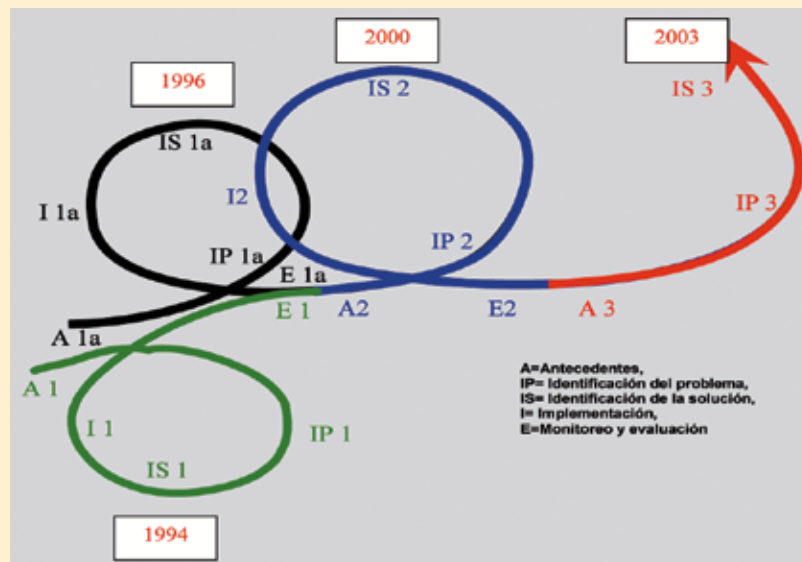 2000
2003
1996
IS 2
IS 3
IS 1a
I2
IP 3
I 1a
IP 2
IP 1a
E 1a
E 1
A2
E2
A 3
A 1a
A 1
I 1
IP 1
IS 1
A=Antecedentes,
IP= Identificación del problema,
IS= Identificación de la solución,
I= Implementación,
E=Monitoreo y evaluación
1994